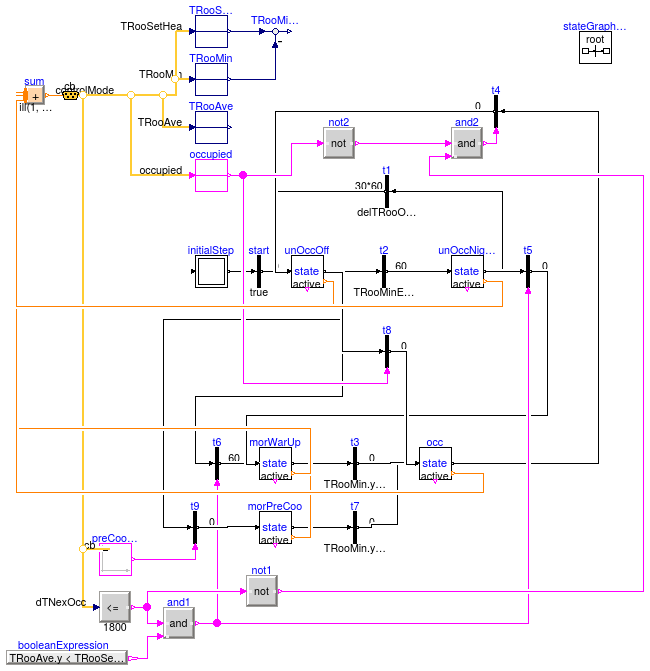 TRooS...
TRooMi...
stateGraph...
TRooSetHea
root
TRooMin
TRooM
sum
cb
controlMode
+
TRooAve
t4
0
TRooAve
not2
and2
not
and
occupied
occupied
t1
30*60
delTRooO...
initialStep
start
unOccOff
t2
unOccNig...
t5
state
60
state
0
active
active
true
TRooMinE...
t8
0
t6
morWarUp
t3
occ
60
state
0
state
active
active
TRooMin.y...
t9
morPreCoo
t7
0
state
0
active
TRooMin.y...
preCoo...
cb
not1
dTNexOcc
<=
not
and1
1800
and
booleanExpression
TRooAve.y < TRooSe...